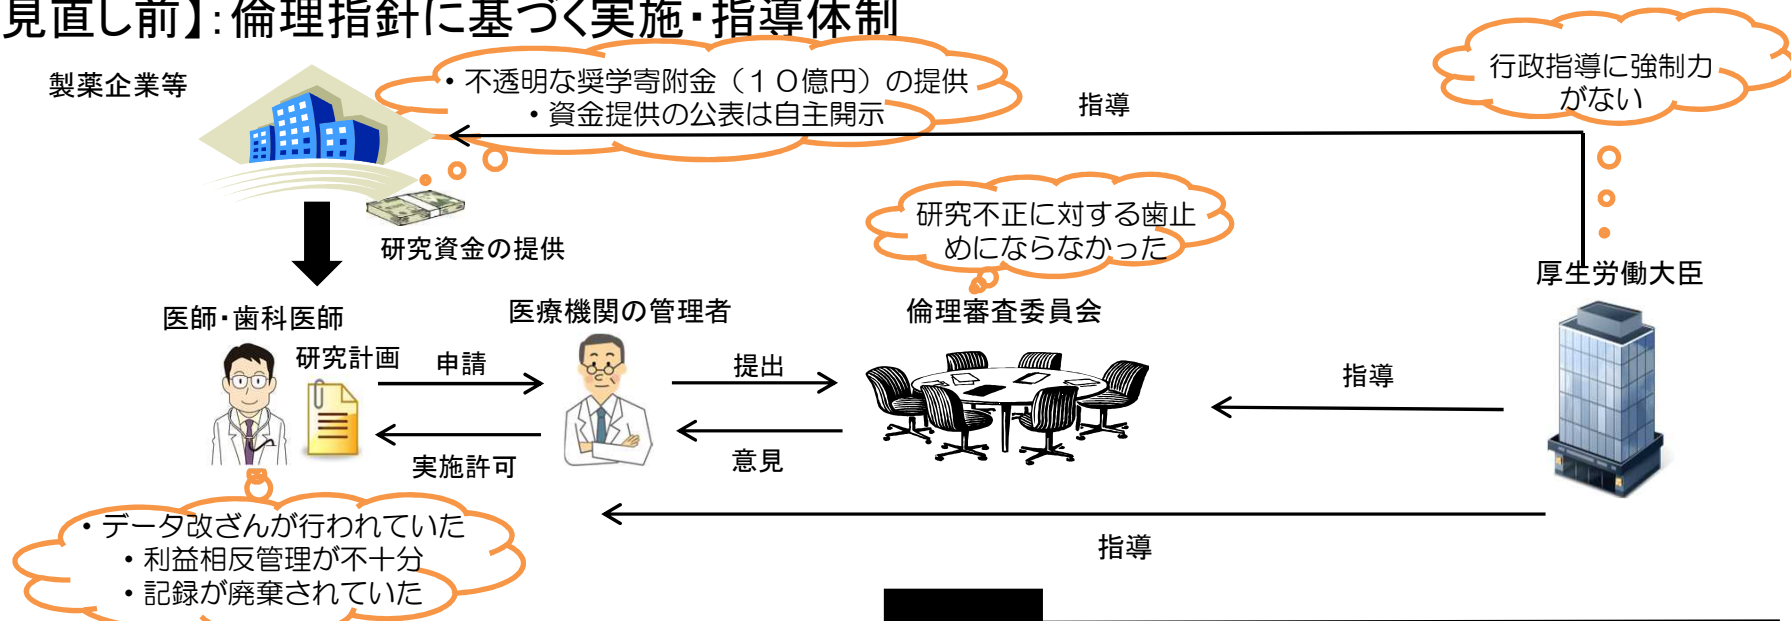 見直し前】：倫理指針に基づく実施・指導体制
製薬企業等
・不透明な奨学寄附金（１０億円）の提供
・資金提供の公表は自主開示
指導
行政指導に強制力
がない
研究資金の提供
研究不正に対する歯止
めにならなかった
厚生労働大臣
医師・歯科医師
医療機関の管理者
倫理審査委員会
研究計画
申請
提出
指導
実施許可
意見
・データ改ざんが行われていた
・利益相反管理が不十分
・記録が廃棄されていた
指導